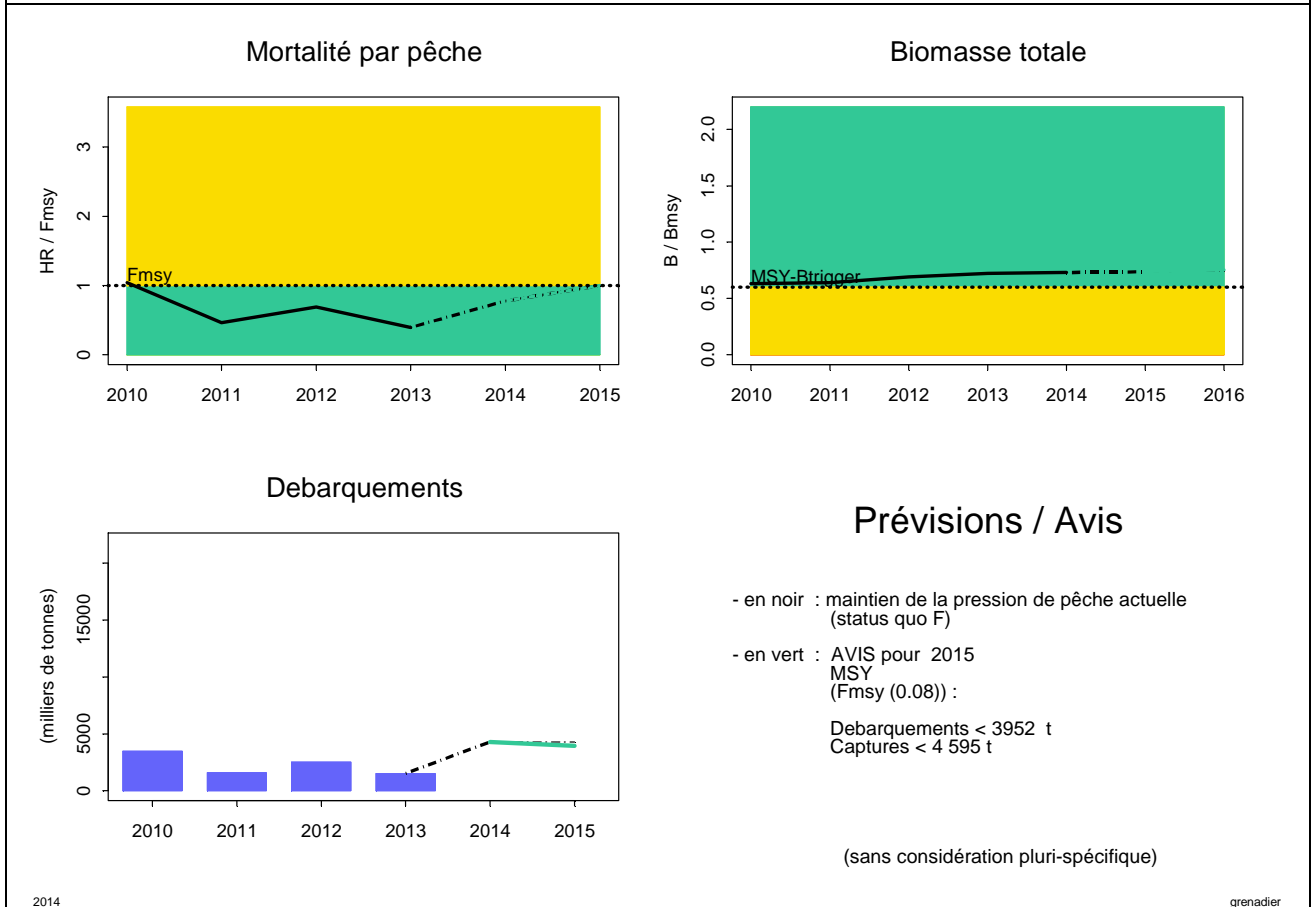 Mortalité par pêche
HR / Fmsy
3
2
1
0
Fmsy
2010 2011 2012 2013 2014 2015
Biomasse totale
B / Bmsy
2.0
1.5
1.0
0.5
0.0
MSY-Btrigger
2010 2011 2012 2013 2014 2015 2016
Debarquements
(milliers de tonnes)
15000
5000
0
2010 2011 2012 2013 2014 2015
Prévisions / Avis
- en noir : maintien de la pression de pêche actuelle
(status quo F)
- en vert : AVIS pour 2015
MSY
(Fmsy (0.08)) :
Debarquements < 3952 t
Captures < 4 595 t
(sans considération pluri-spécifique)
2014
grenadier